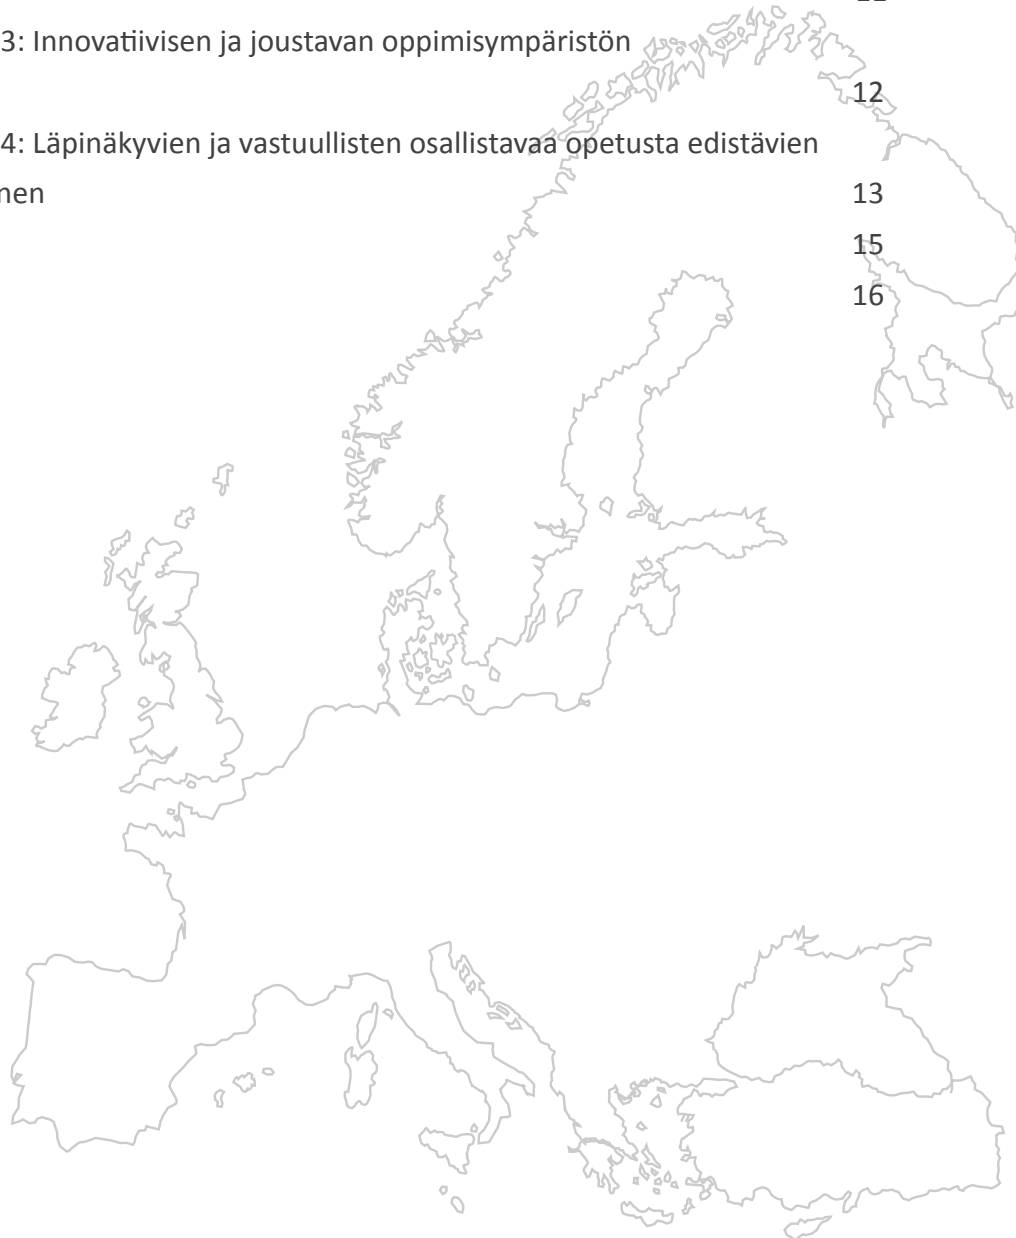 3: Innovatiivisen ja joustavan oppimisympäristön
12
4: Läpinäkyvien ja vastuullisten osallistavaa opetusta edistävien
nen 13
15
16